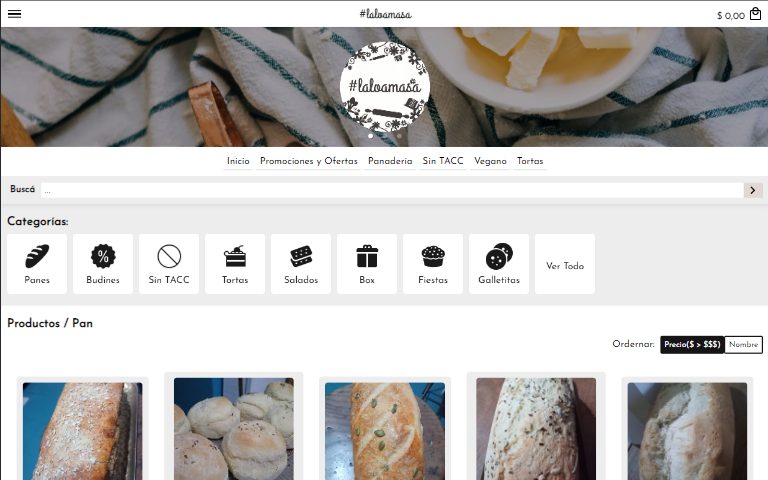 #laloamasa
$ 0,00
#laloamasa
Inicio Promociones y Ofertas Panadería Sin TACC Vegano Tortas
Buscá ...
Categorías:
Panes Budines Sin TACC Tortas Salados Box Fiestas Galletitas Ver Todo
Productos / Pan
Ordernar: Precio($ > $$$) Nombre